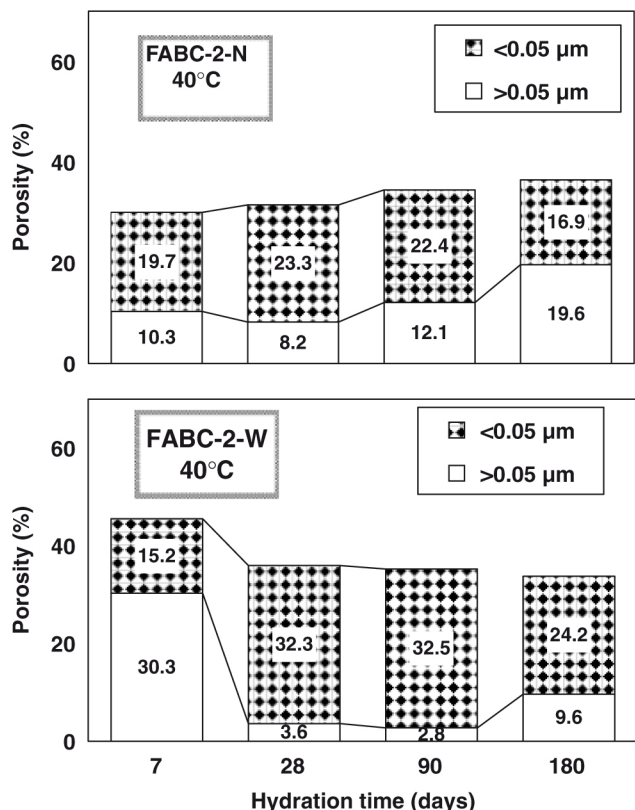 FABC-2-N
40°C
<0.05 µm
>0.05 µm
Porosity (%)
60
40
20
0
19.7
23.3
22.4
16.9
10.3
8.2
12.1
19.6
FABC-2-W
40°C
<0.05 µm
>0.05 µm
Porosity (%)
60
40
20
0
15.2
32.3
32.5
24.2
30.3
3.6
2.8
9.6
7 28 90 180
Hydration time (days)